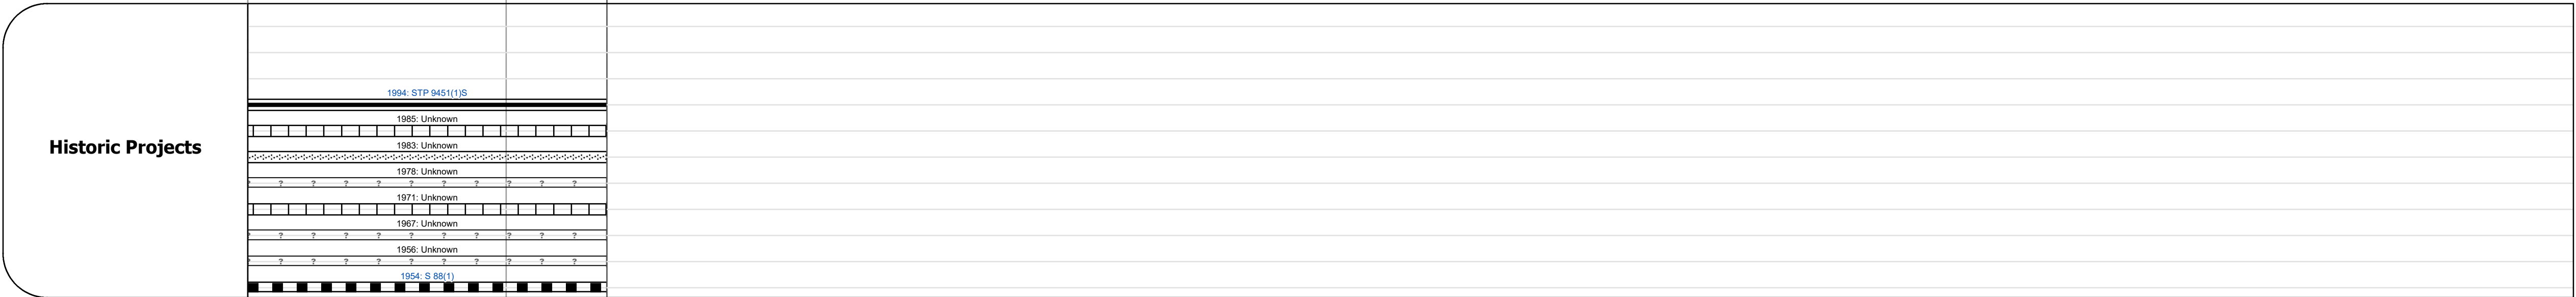 Historic Projects
1994: STP 9451(1)S
1985: Unknown
1983: Unknown
1978: Unknown
? ? ? ? ? ? ? ? ? ? ?
1971: Unknown
1967: Unknown
? ? ? ? ? ? ? ? ? ? ?
1956: Unknown
? ? ? ? ? ? ? ? ? ? ?
1954: S 88(1)